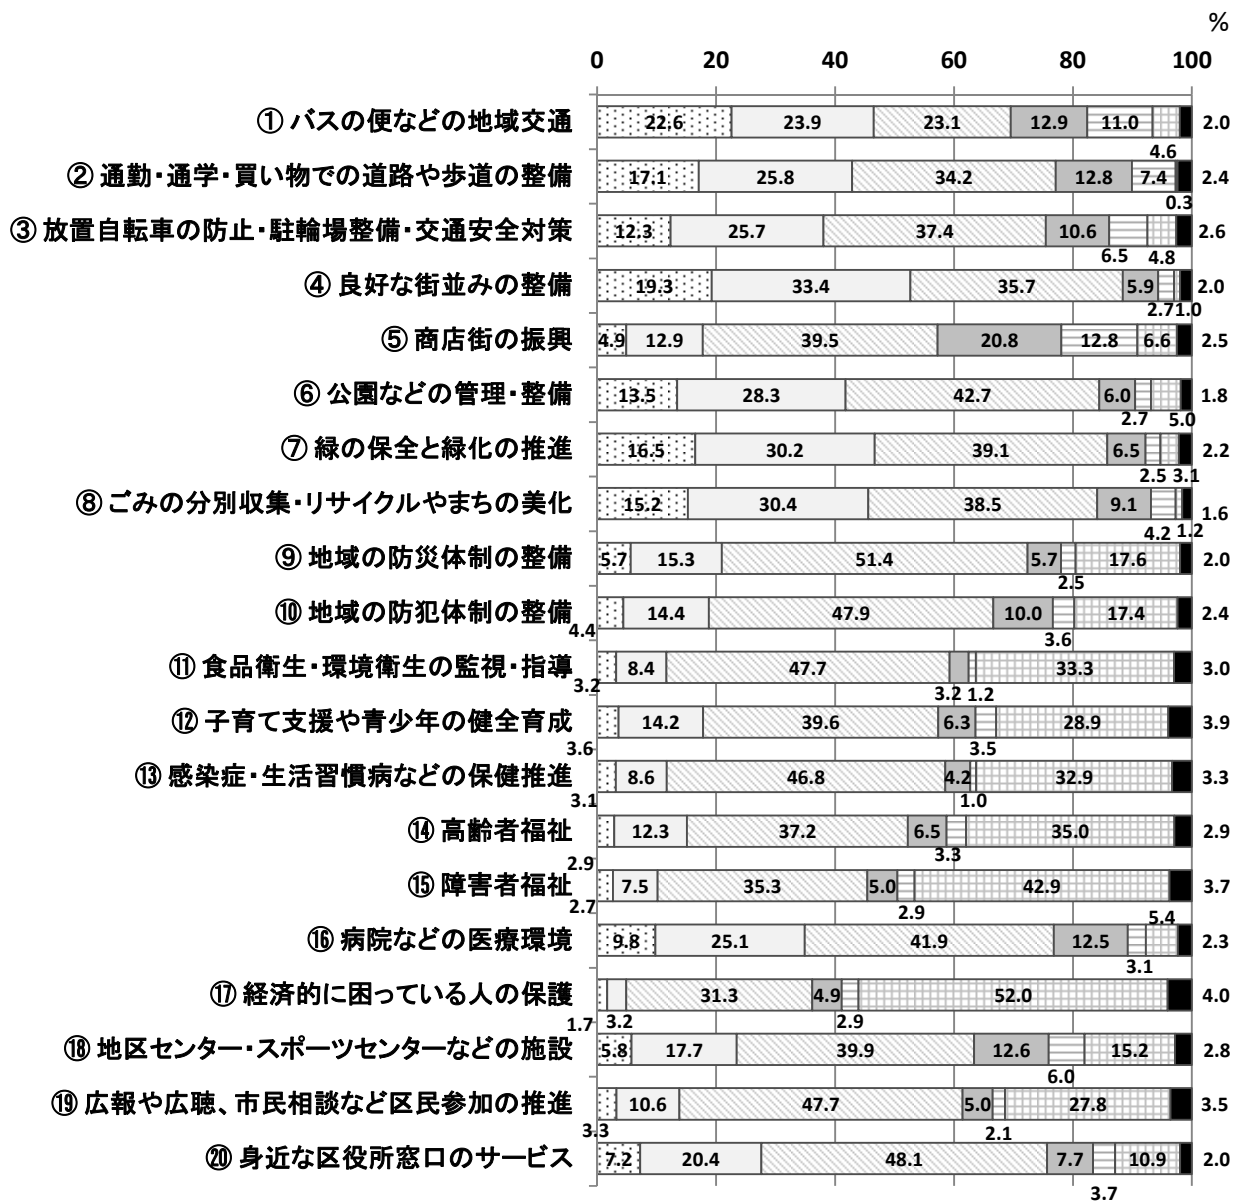 %
0 20 40 60 80 100
① バスの便などの地域交通 22.6 23.9 23.1 12.9 11.0 4.6 2.0
② 通勤・通学・買い物での道路や歩道の整備 17.1 25.8 34.2 12.8 7.4 0.3 2.4
③ 放置自転車の防止・駐輪場整備・交通安全対策 12.3 25.7 37.4 10.6 6.5 4.8 2.6
④ 良好な街並みの整備 19.3 33.4 35.7 5.9 2.7 1.0 2.0
⑤ 商店街の振興 4.9 12.9 39.5 20.8 12.8 6.6 2.5
⑥ 公園などの管理・整備 13.5 28.3 42.7 6.0 2.7 5.0 1.8
⑦ 緑の保全と緑化の推進 16.5 30.2 39.1 6.5 2.5 3.1 2.2
⑧ ごみの分別収集・リサイクルやまちの美化 15.2 30.4 38.5 9.1 4.2 1.2 1.6
⑨ 地域の防災体制の整備 5.7 15.3 51.4 5.7 2.5 17.6 2.0
⑩ 地域の防犯体制の整備 4.4 14.4 47.9 10.0 3.6 17.4 2.4
⑪ 食品衛生・環境衛生の監視・指導 3.2 8.4 47.7 3.2 1.2 33.3 3.0
⑫ 子育て支援や青少年の健全育成 3.6 14.2 39.6 6.3 3.5 28.9 3.9
⑬ 感染症・生活習慣病などの保健推進 3.1 8.6 46.8 4.2 1.0 32.9 3.3
⑭ 高齢者福祉 2.9 12.3 37.2 6.5 3.3 35.0 2.9
⑮ 障害者福祉 2.7 7.5 35.3 5.0 2.9 42.9 3.7
⑯ 病院などの医療環境 9.8 25.1 41.9 12.5 3.1 5.4 2.3
⑰ 経済的に困っている人の保護 1.7 3.2 31.3 4.9 2.9 52.0 4.0
⑱ 地区センター・スポーツセンターなどの施設 5.8 17.7 39.9 12.6 6.0 15.2 2.8
⑲ 広報や広聴、市民相談など区民参加の推進 3.3 10.6 47.7 5.0 2.1 27.8 3.5
⑳ 身近な区役所窓口のサービス 7.2 20.4 48.1 7.7 3.7 10.9 2.0